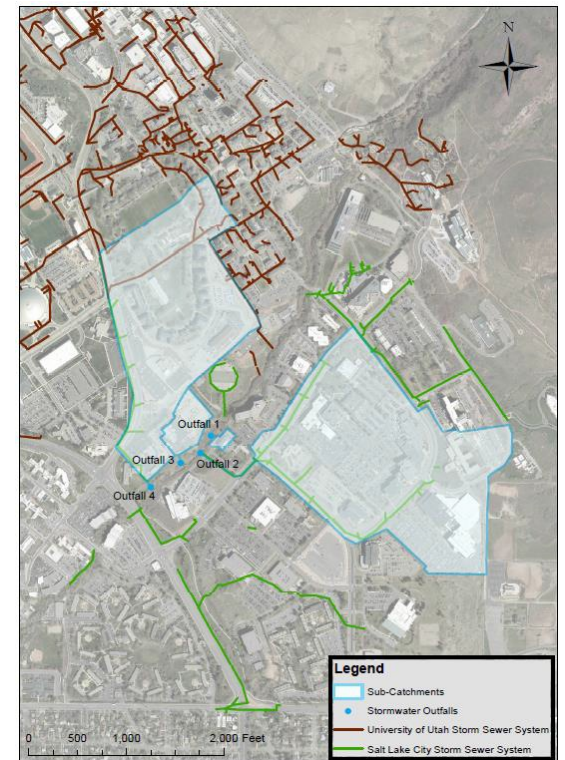 N
Outfall 1
Outfall 3
Outfall 2
Outfall 4
Legend
Sub-Catchments
Stormwater Outfalls
University of Utah Storm Sewer System
Salt Lake City Storm Sewer System
0 500 1,000 2,000 Feet